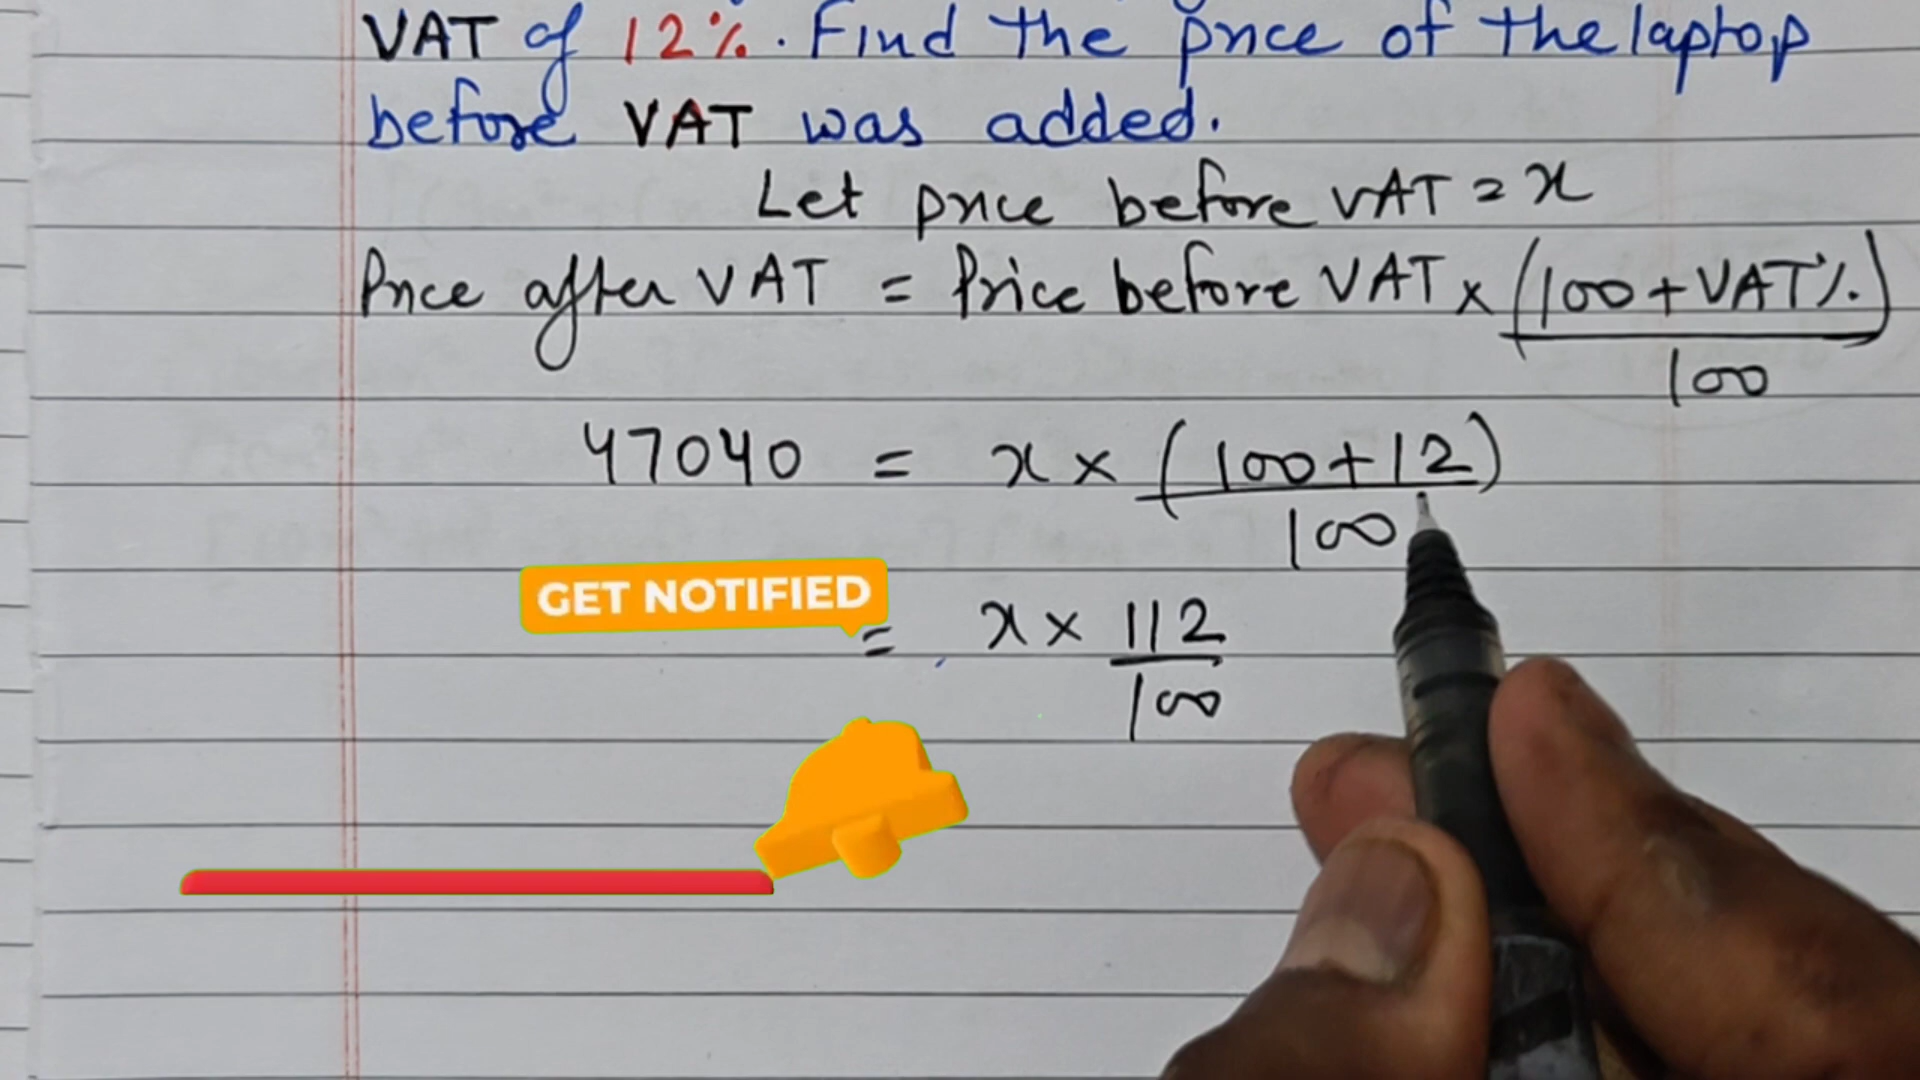 VAT of 12%. Find the price of the laptop
before VAT was added.
Let price before VAT = x
Price after VAT = Price before VAT x (100 + VAT%)
100
47040 = x × (100+12)
100
GET NOTIFIED
= x × 112
100